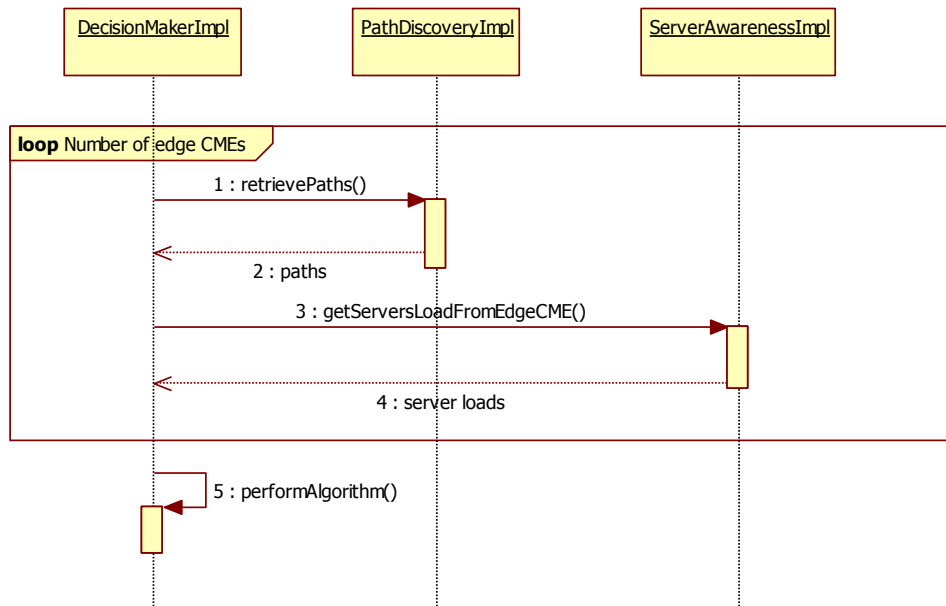 DecisionMakerImpl
PathDiscoveryImpl
ServerAwarenessImpl
loop Number of edge CMEs
1 : retrievePaths()
2 : paths
3 : getServersLoadFromEdgeCME()
4 : server loads
5 : performAlgorithm()